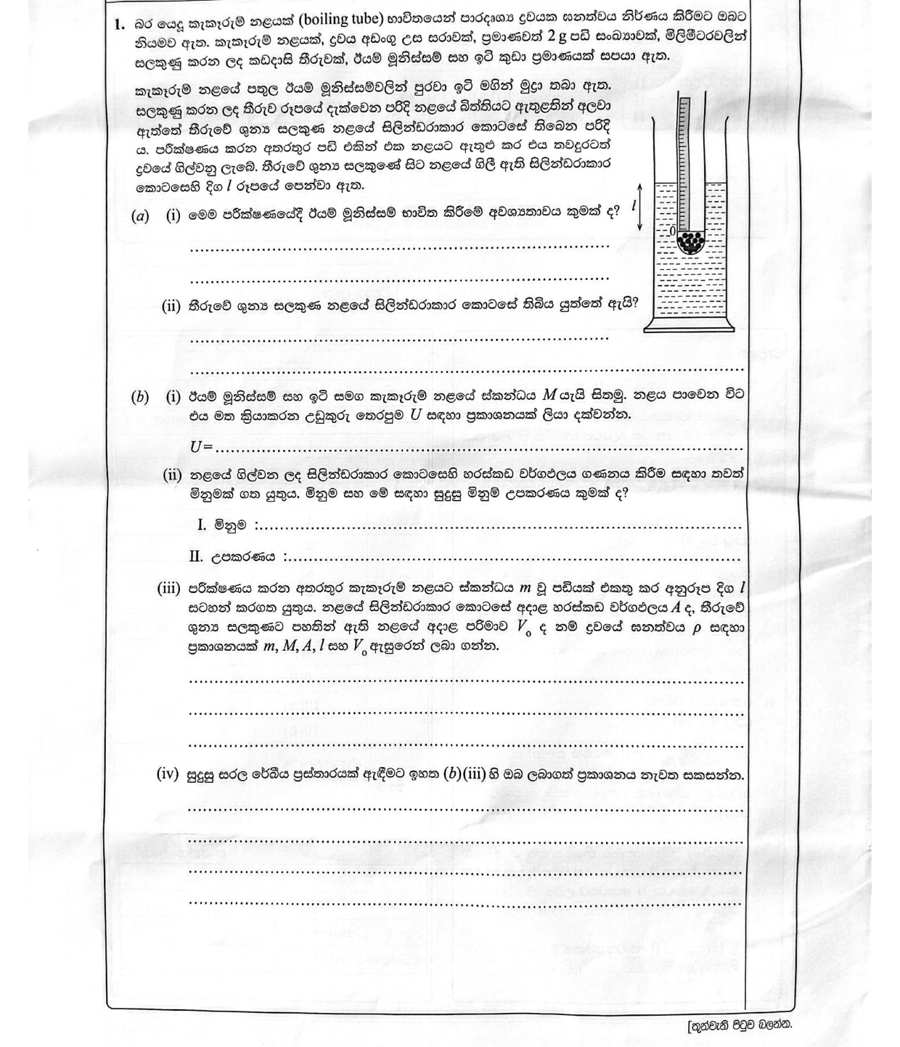 1. බර යෙදූ කැකෑරුම් නළයක් (boiling tube) භාවිතයෙන් පාරදෘශ්‍ය ද්‍රවයක ඝනත්වය නිර්ණය කිරීමට ඔබට
නියමව ඇත. කැකෑරුම් නළයක්, ද්‍රවය අඩංගු උස සරාවක්, ප්‍රමාණවත් 2 g පඩි සංඛ්‍යාවක්, මිලිමීටරවලින්
සලකුණු කරන ලද කඩදාසි තීරුවක්, ඊයම් මූනිස්සම් සහ ඉටි කුඩා ප්‍රමාණයක් සපයා ඇත.
කැකෑරුම් නළයේ පතුල ඊයම් මූනිස්සම්වලින් පුරවා ඉටි මගින් මුද්‍රා තබා ඇත.
සලකුණු කරන ලද තීරුව රූපයේ දැක්වෙන පරිදි නළයේ බිත්තියට ඇතුළතින් අලවා
ඇත්තේ තීරුවේ ශුන්‍ය සලකුණ නළයේ සිලින්ඩරාකාර කොටසේ තිබෙන පරිදි
ය. පරීක්ෂණය කරන අතරතුර පඩි එකින් එක නළයට ඇතුළු කර එය තවදුරටත්
ද්‍රවයේ ගිල්වනු ලැබේ. තීරුවේ ශුන්‍ය සලකුණේ සිට නළයේ ගිලී ඇති සිලින්ඩරාකාර
කොටසෙහි දිග l රූපයේ පෙන්වා ඇත.
l
0
(a) (i) මෙම පරීක්ෂණයේදී ඊයම් මූනිස්සම් භාවිත කිරීමේ අවශ්‍යතාවය කුමක් ද?
(ii) තීරුවේ ශුන්‍ය සලකුණ නළයේ සිලින්ඩරාකාර කොටසේ තිබිය යුත්තේ ඇයි?
(b) (i) ඊයම් මූනිස්සම් සහ ඉටි සමග කැකෑරුම් නළයේ ස්කන්ධය M යැයි සිතමු. නළය පාවෙන විට
එය මත ක්‍රියාකරන උඩුකුරු තෙරපුම U සඳහා ප්‍රකාශනයක් ලියා දක්වන්න.
U = ........................................................................
(ii) නළයේ ගිල්වන ලද සිලින්ඩරාකාර කොටසෙහි හරස්කඩ වර්ගඵලය ගණනය කිරීම සඳහා තවත්
මිනුමක් ගත යුතුය. මිනුම සහ මේ සඳහා සුදුසු මිනුම් උපකරණය කුමක් ද?
I. මිනුම :........................................................................
II. උපකරණය :........................................................................
(iii) පරීක්ෂණය කරන අතරතුර කැකෑරුම් නළයට ස්කන්ධය m වූ පඩියක් එකතු කර අනුරූප දිග l
සටහන් කරගත යුතුය. නළයේ සිලින්ඩරාකාර කොටසේ අදාළ හරස්කඩ වර්ගඵලය A ද, තීරුවේ
ශුන්‍ය සලකුණට පහතින් ඇති නළයේ අදාළ පරිමාව V₀ ද නම් ද්‍රවයේ ඝනත්වය ρ සඳහා
ප්‍රකාශනයක් m, M, A, l සහ V₀ ඇසුරෙන් ලබා ගන්න.
(iv) සුදුසු සරල රේඛීය ප්‍රස්තාරයක් ඇඳීමට ඉහත (b)(iii) හි ඔබ ලබාගත් ප්‍රකාශනය නැවත සකසන්න.
[තුන්වැනි පිටුව බලන්න.